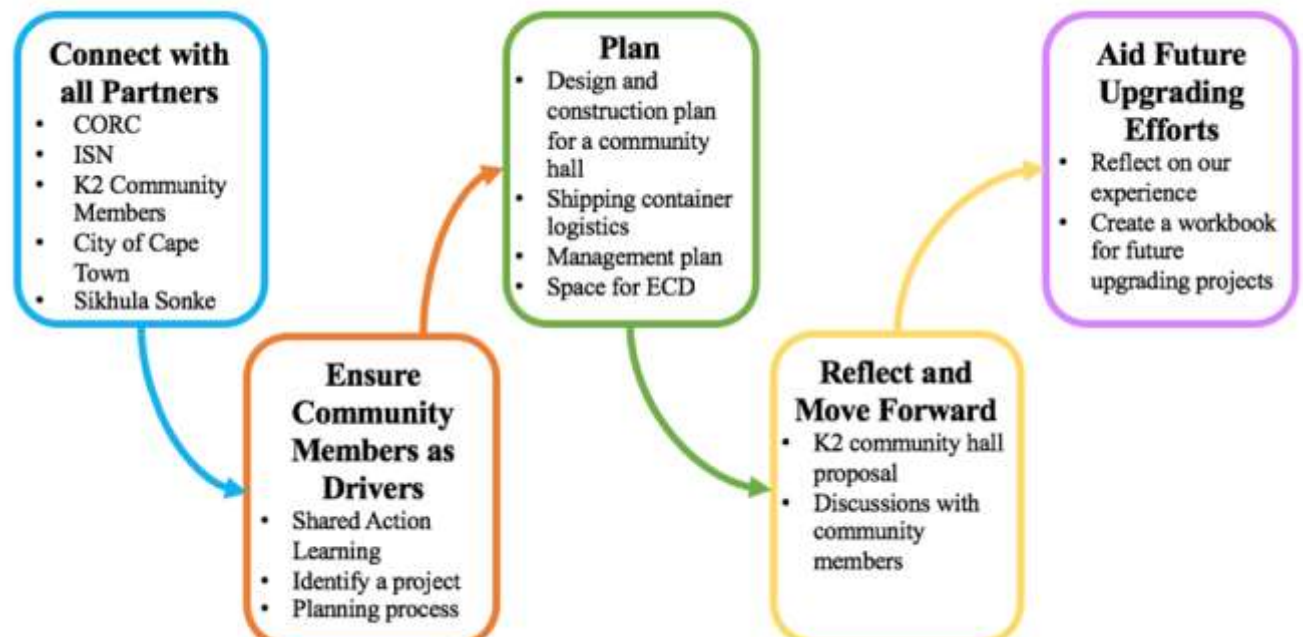 Connect with
all Partners
• CORC
• ISN
• K2 Community
Members
• City of Cape
Town
• Sikhula Sonke
Ensure
Community
Members as
Drivers
• Shared Action
Learning
• Identify a project
• Planning process
Plan
• Design and
construction plan
for a community
hall
• Shipping container
logistics
• Management plan
• Space for ECD
Reflect and
Move Forward
• K2 community hall
proposal
• Discussions with
community
members
Aid Future
Upgrading
Efforts
• Reflect on our
experience
• Create a workbook
for future
upgrading projects